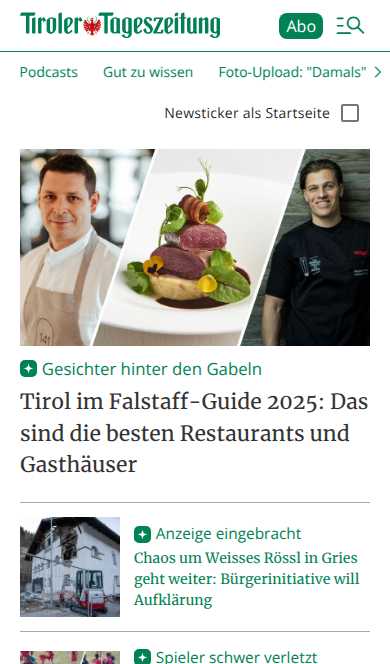 Tiroler Tageszeitung
Abo
Podcasts Gut zu wissen Foto-Upload: "Damals"
Newsticker als Startseite
Gesichter hinter den Gabeln
Tirol im Falstaff-Guide 2025: Das
sind die besten Restaurants und
Gasthäuser
Anzeige eingebracht
Chaos um Weisses Rössl in Gries
geht weiter: Bürgerinitiative will
Aufklärung
Spieler schwer verletzt